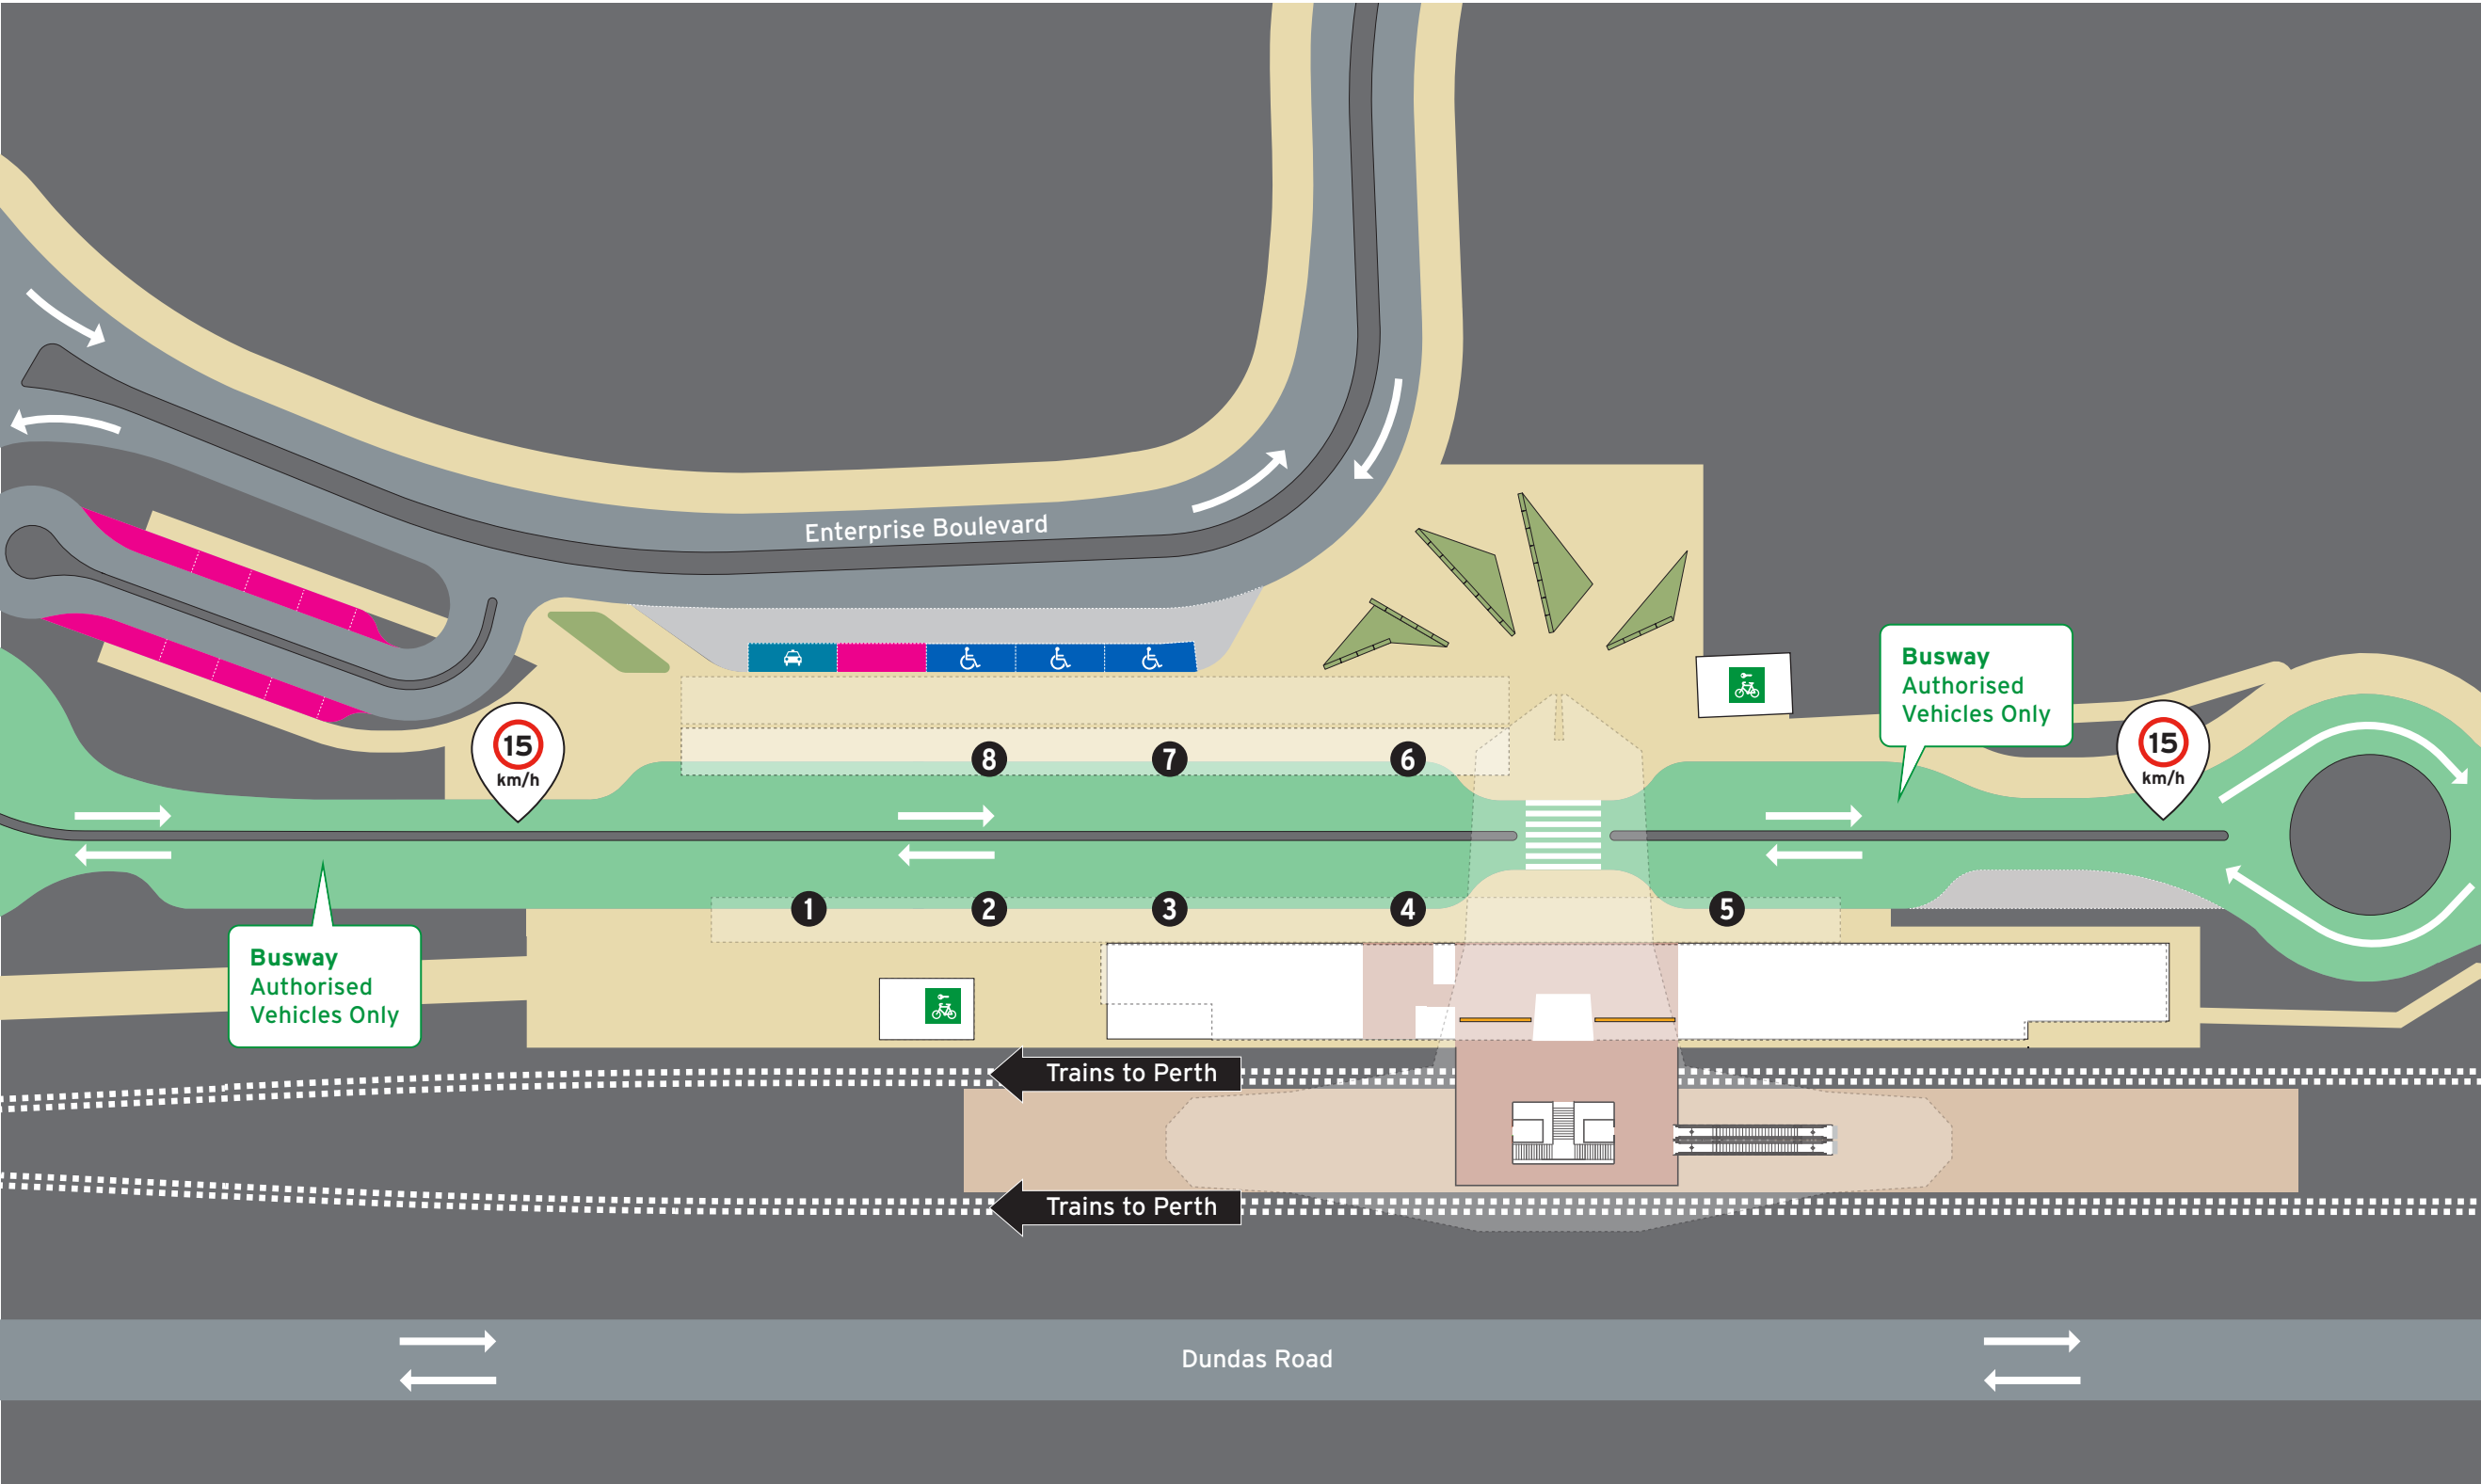 Enterprise Boulevard
Busway
Authorised
Vehicles Only
15
km/h
15
km/h
8
7
6
1
2
3
4
5
Busway
Authorised
Vehicles Only
Trains to Perth
Trains to Perth
Dundas Road